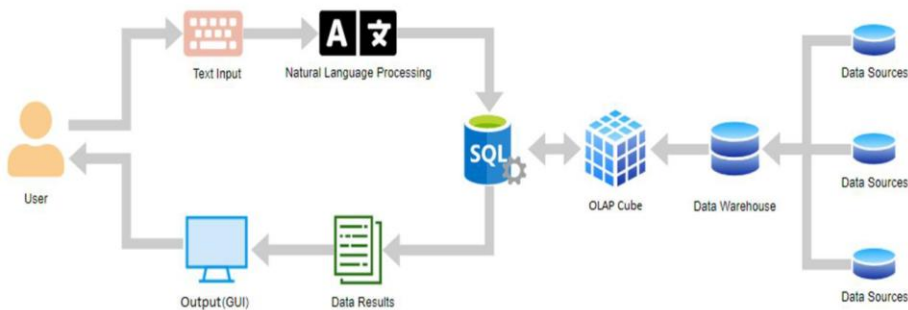 Text Input
Natural Language Processing
A 文
User
SQL
OLAP Cube
Data Warehouse
Data Sources
Data Sources
Data Sources
Output(GUI)
Data Results